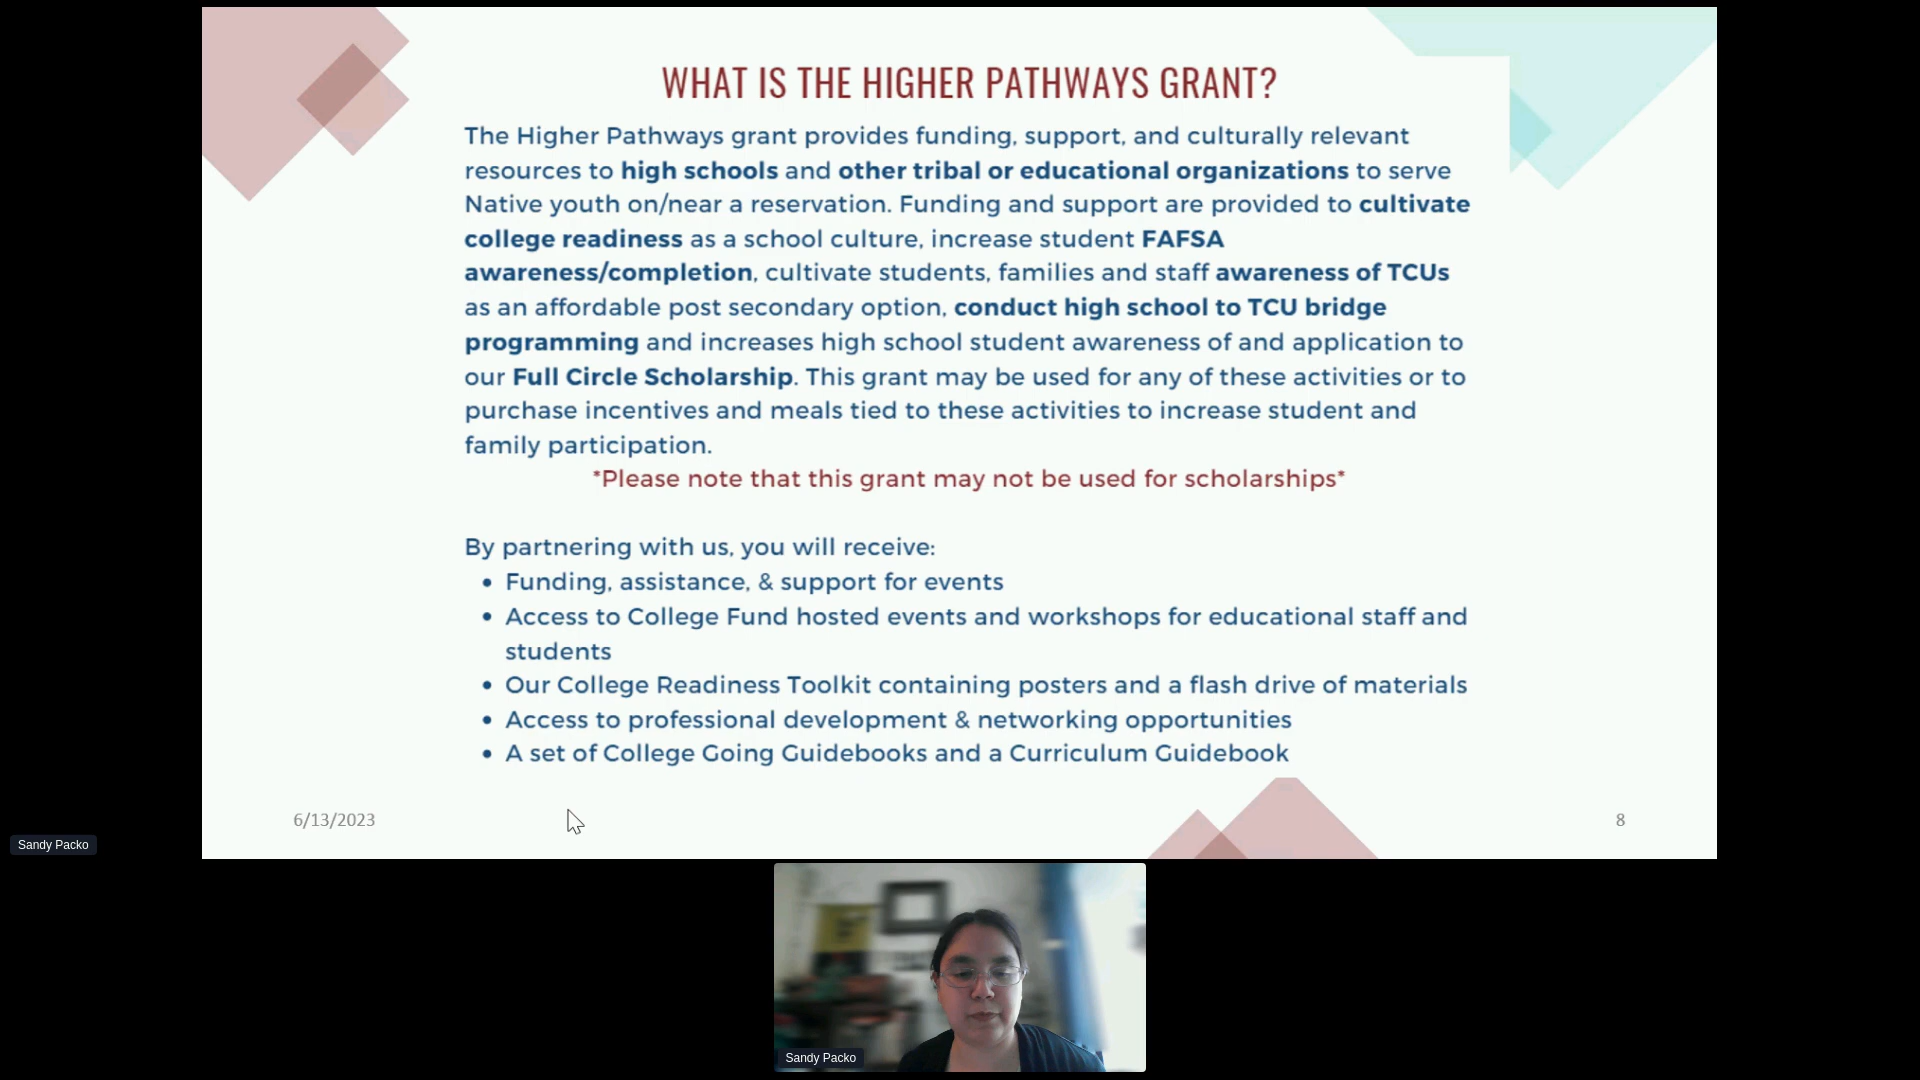 WHAT IS THE HIGHER PATHWAYS GRANT?
The Higher Pathways grant provides funding, support, and culturally relevant
resources to high schools and other tribal or educational organizations to serve
Native youth on/near a reservation. Funding and support are provided to cultivate
college readiness as a school culture, increase student FAFSA
awareness/completion, cultivate students, families and staff awareness of TCUs
as an affordable post secondary option, conduct high school to TCU bridge
programming and increases high school student awareness of and application to
our Full Circle Scholarship. This grant may be used for any of these activities or to
purchase incentives and meals tied to these activities to increase student and
family participation.
*Please note that this grant may not be used for scholarships*
By partnering with us, you will receive:
• Funding, assistance, & support for events
• Access to College Fund hosted events and workshops for educational staff and
students
• Our College Readiness Toolkit containing posters and a flash drive of materials
• Access to professional development & networking opportunities
• A set of College Going Guidebooks and a Curriculum Guidebook
6/13/2023
8
Sandy Packo
Sandy Packo